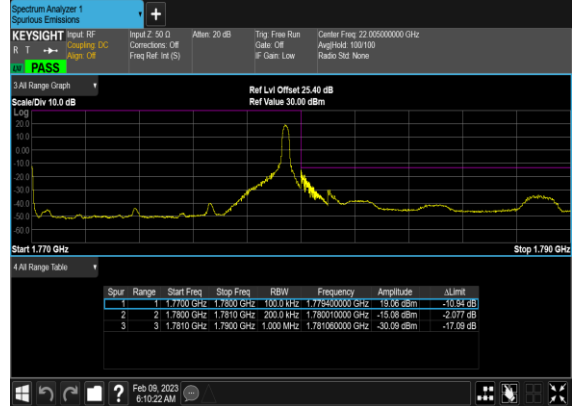 Spectrum Analyzer 1
Spurious Emissions
KEYSIGHT Input: RF Input Z: 50 Ω Atten: 20 dB Trig: Free Run Center Freq: 22.005000000 GHz
R T Coupling: DC Corrections: Off Gate: Off Avg|Hold: 100/100
Align: Off Freq Ref: Int (S) IF Gain: Low Radio Std: None
PASS
3 All Range Graph
Ref Lvl Offset 25.40 dB
Scale/Div 10.0 dB Ref Value 30.00 dBm
Log
20.0
10.0
0.00
-10.0
-20.0
-30.0
-40.0
-50.0
-60.0
Start 1.770 GHz Stop 1.790 GHz
4 All Range Table
Spur Range Start Freq Stop Freq RBW Frequency Amplitude ΔLimit
1 1 1.7700 GHz 1.7800 GHz 100.0 kHz 1.779400000 GHz 19.06 dBm -10.94 dB
2 2 1.7800 GHz 1.7810 GHz 200.0 kHz 1.780010000 GHz -15.08 dBm -2.077 dB
3 3 1.7810 GHz 1.7900 GHz 1.000 MHz 1.781060000 GHz -30.09 dBm -17.09 dB
? Feb 09, 2023
6:10:22 AM